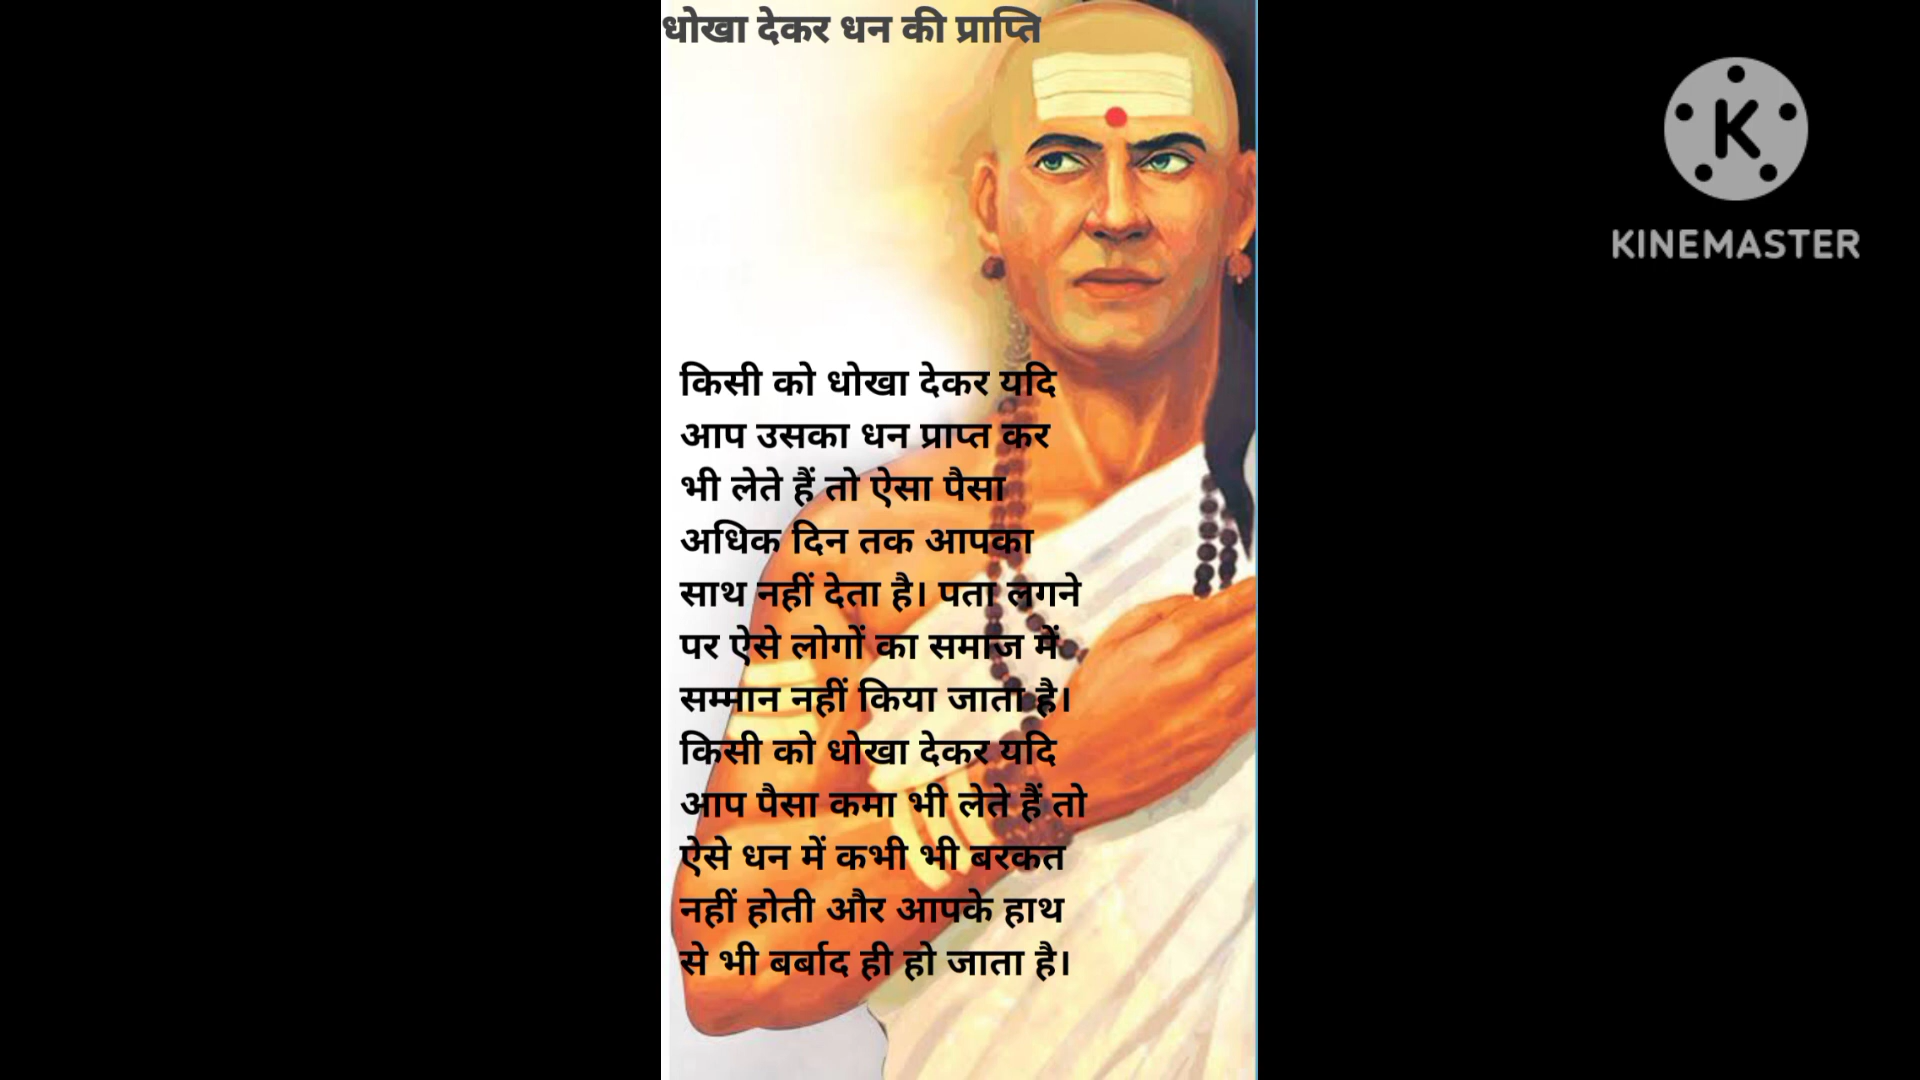 धोखा देकर धन की प्राप्ति
किसी को धोखा देकर यदि
आप उसका धन प्राप्त कर
भी लेते हैं तो ऐसा पैसा
अधिक दिन तक आपका
साथ नहीं देता है। पता लगने
पर ऐसे लोगों का समाज में
सम्मान नहीं किया जाता है।
किसी को धोखा देकर यदि
आप पैसा कमा भी लेते हैं तो
ऐसे धन में कभी भी बरकत
नहीं होती और आपके हाथ
से भी बर्बाद ही हो जाता है।
K
KINEMASTER